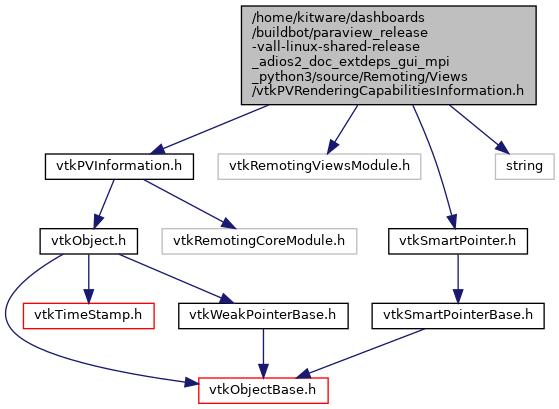 /home/kitware/dashboards
/buildbot/paraview_release
-vall-linux-shared-release
_adios2_doc_extdeps_gui_mpi
_python3/source/Remoting/Views
/vtkPVRenderingCapabilitiesInformation.h
vtkPVInformation.h
vtkRemotingViewsModule.h
string
vtkObject.h
vtkRemotingCoreModule.h
vtkSmartPointer.h
vtkTimeStamp.h
vtkWeakPointerBase.h
vtkSmartPointerBase.h
vtkObjectBase.h